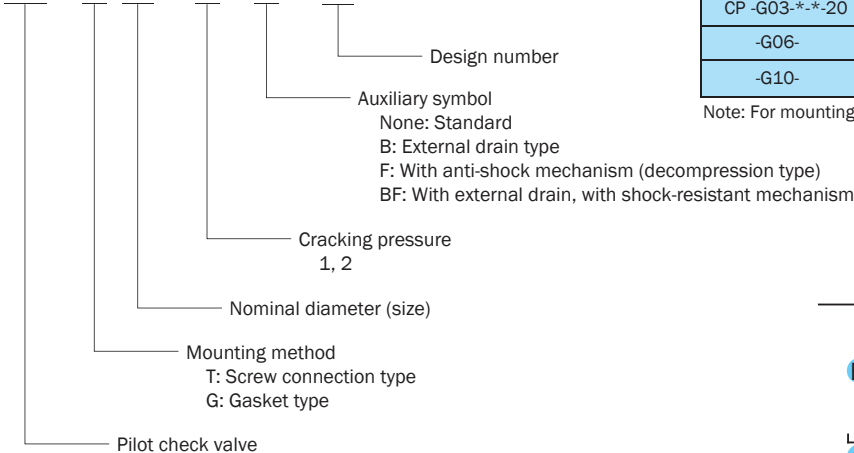 CP -G03-*-*-20
-G06-
-G10-
Note: For mounting
Design number
Auxiliary symbol
None: Standard
B: External drain type
F: With anti-shock mechanism (decompression type)
BF: With external drain, with shock-resistant mechanism
Cracking pressure
1, 2
Nominal diameter (size)
Mounting method
T: Screw connection type
G: Gasket type
Pilot check valve